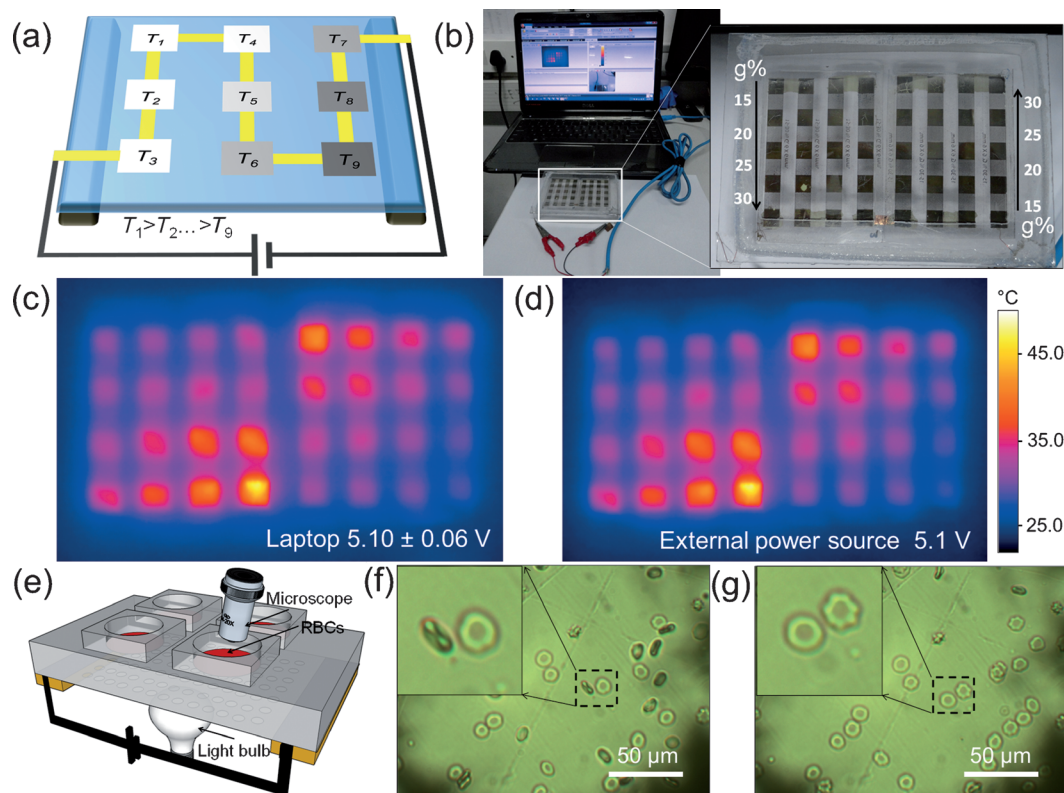 (a)
T1
T4
T7
T2
T5
T8
T3
T6
T9
T1>T2... >T9
(b)
g%
15
20
25
30
30
25
20
15
g%
(c)
Laptop 5.10 ± 0.06 V
(d)
External power source 5.1 V
°C
45.0
35.0
25.0
(e)
Microscope
RBCs
Light bulb
(f)
50 µm
(g)
50 µm